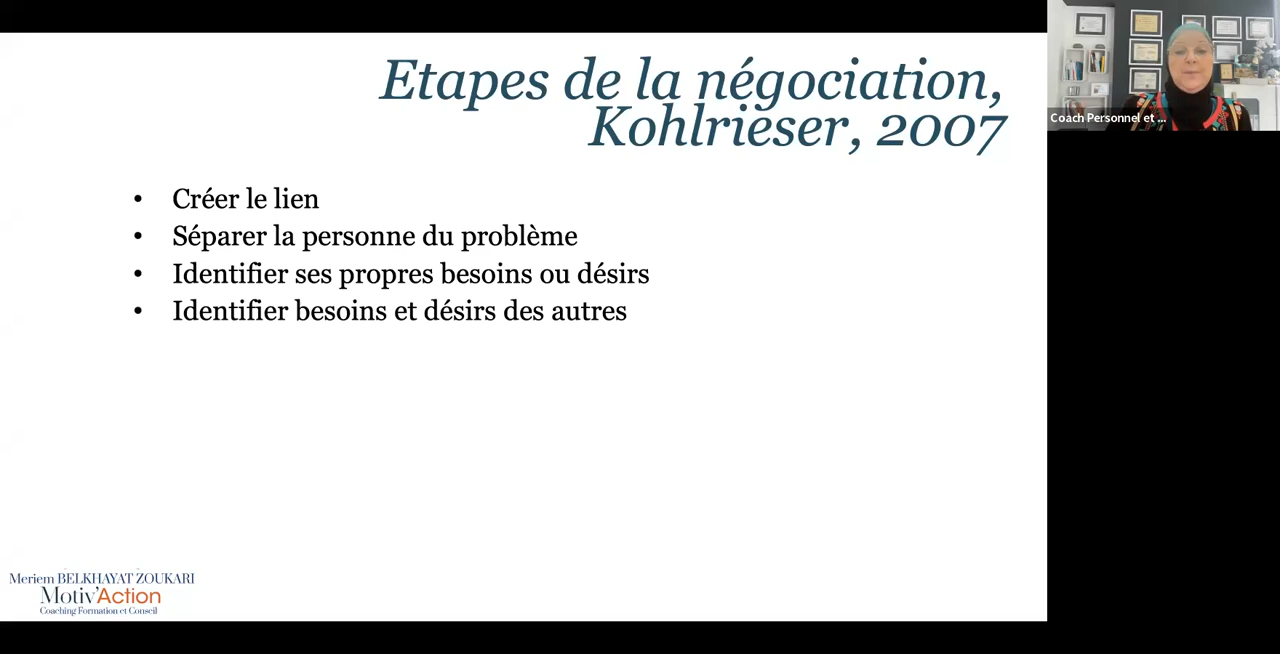 Etapes de la négociation,
Kohlrieser, 2007
• Créer le lien
• Séparer la personne du problème
• Identifier ses propres besoins ou désirs
• Identifier besoins et désirs des autres
Meriem BELKHAYAT ZOUKARI
Motiv'Action
Coaching Formation et Conseil
Coach Personnel et ...